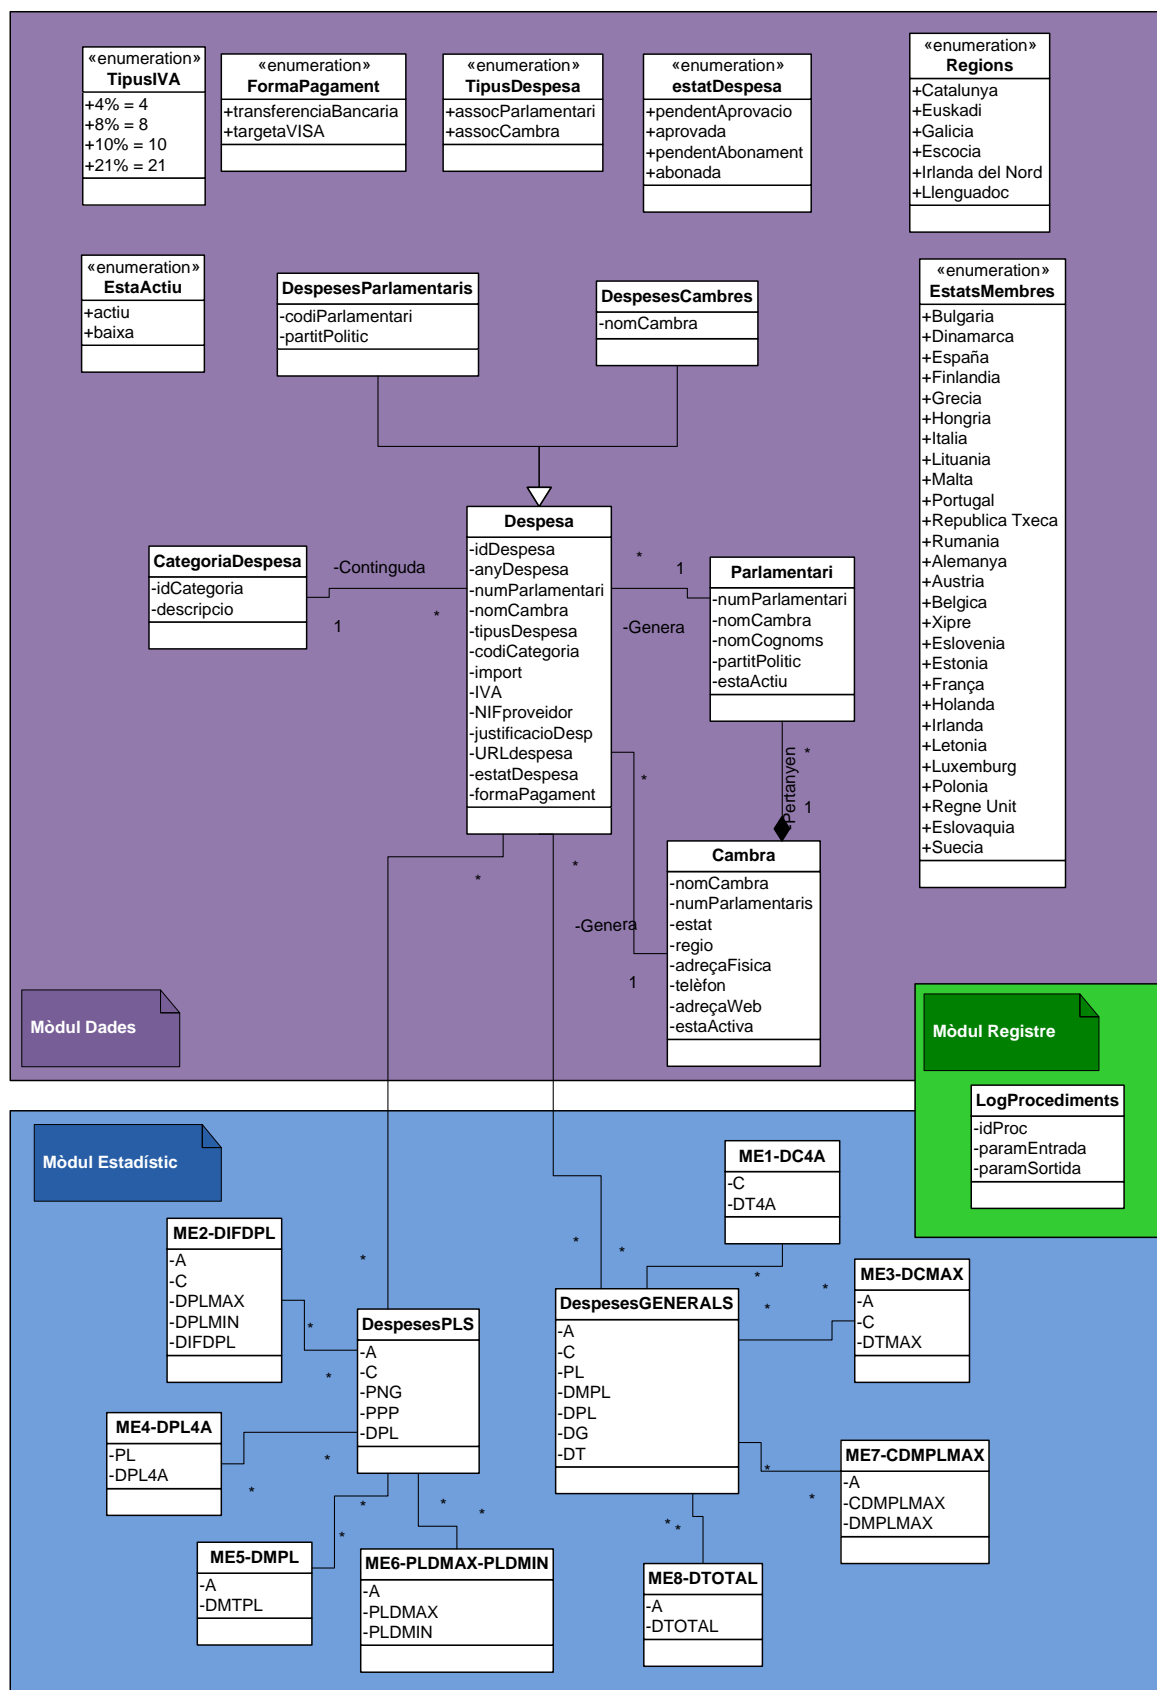 «enumeration»
TipusIVA
+4% = 4
+8% = 8
+10% = 10
+21% = 21
«enumeration»
FormaPagament
+transferenciaBancaria
+targetaVISA
«enumeration»
TipusDespesa
+assocParlamentari
+assocCambra
«enumeration»
estatDespesa
+pendentAprovacio
+aprovada
+pendentAbonament
+abonada
«enumeration»
Regions
+Catalunya
+Euskadi
+Galicia
+Escocia
+Irlanda del Nord
+Llenguadoc
«enumeration»
EstaActiu
+actiu
+baixa
DespesesParlamentaris
-codiParlamentari
-partitPolitic
DespesesCambres
-nomCambra
«enumeration»
EstatsMembres
+Bulgaria
+Dinamarca
+España
+Finlandia
+Grecia
+Hongria
+Italia
+Lituania
+Malta
+Portugal
+Republica Txeca
+Rumania
+Alemanya
+Austria
+Belgica
+Xipre
+Eslovenia
+Estonia
+França
+Holanda
+Irlanda
+Letonia
+Luxemburg
+Polonia
+Regne Unit
+Eslovaquia
+Suecia
CategoriaDespesa
-idCategoria
-descripcio
-Continguda
1
*
Despesa
-idDespesa
-anyDespesa
-numParlamentari
-nomCambra
-tipusDespesa
-codiCategoria
-import
-IVA
-NIFproveidor
-justificacioDesp
-URLdespesa
-estatDespesa
-formaPagament
*
1
-Genera
Parlamentari
-numParlamentari
-nomCambra
-nomCognoms
-partitPolitic
-estaActiu
-Pertanyen
*
1
*
-Genera
1
Cambra
-nomCambra
-numParlamentaris
-estat
-regio
-adreçaFisica
-telèfon
-adreçaWeb
-estaActiva
*
*
Mòdul Dades
Mòdul Registre
LogProcediments
-idProc
-paramEntrada
-paramSortida
Mòdul Estadístic
ME1-DC4A
-C
-DT4A
ME2-DIFDPL
-A
-C
-DPLMAX
-DPLMIN
-DIFDPL
*
*
*
*
*
*
*
*
DespesesPLS
-A
-C
-PNG
-PPP
-DPL
DespesesGENERALS
-A
-C
-PL
-DMPL
-DPL
-DG
-DT
ME3-DCMAX
-A
-C
-DTMAX
ME4-DPL4A
-PL
-DPL4A
*
*
*
*
*
*
*
*
*
*
ME7-CDMPLMAX
-A
-CDMPLMAX
-DMPLMAX
ME5-DMPL
-A
-DMTPL
ME6-PLDMAX-PLDMIN
-A
-PLDMAX
-PLDMIN
ME8-DTOTAL
-A
-DTOTAL